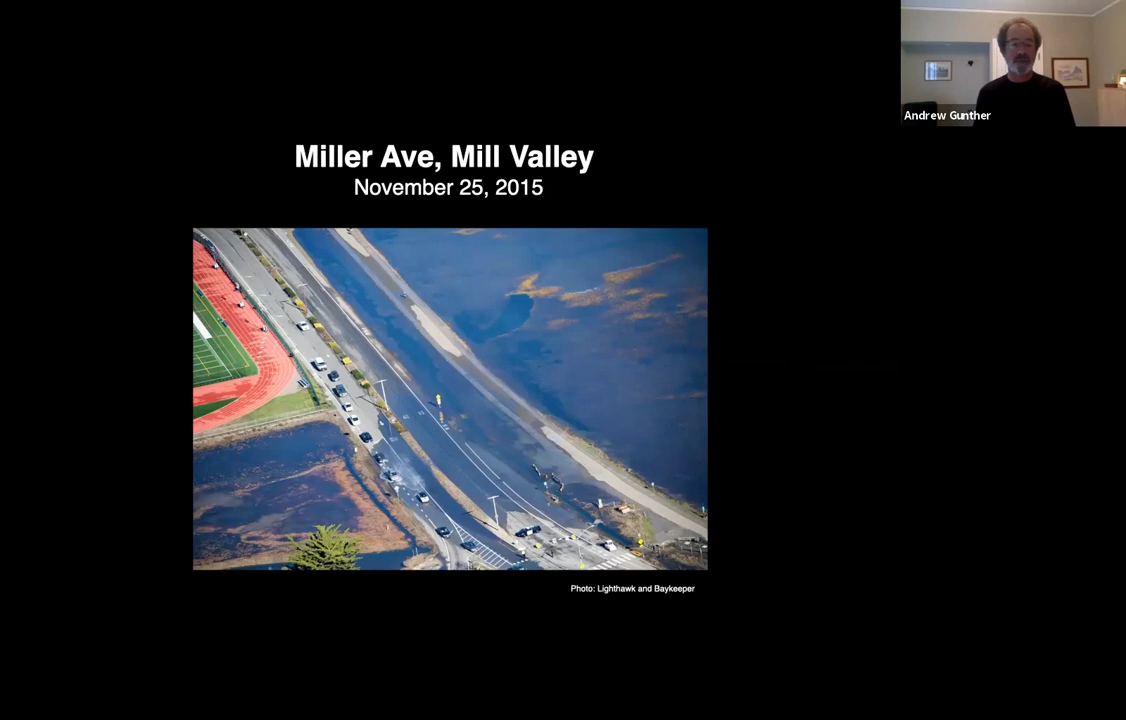 Andrew Gunther
Miller Ave, Mill Valley
November 25, 2015
Photo: Lighthawk and Baykeeper